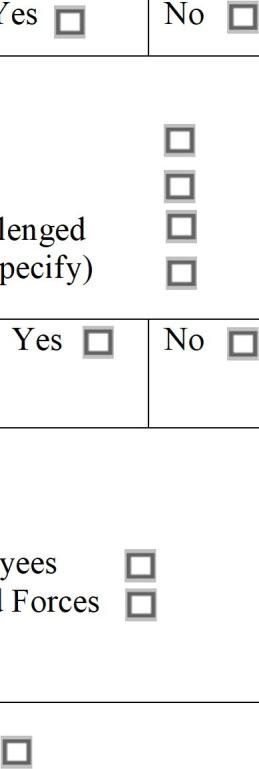 Yes ☐ No ☐
☐
☐
lenged ☐
pecify) ☐
Yes ☐ No ☐
yees ☐
Forces ☐
☐